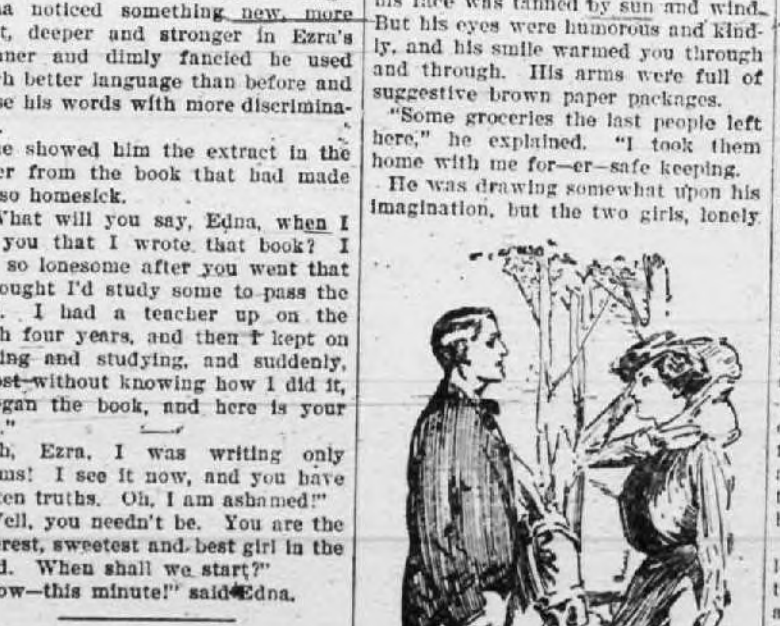 noticed something new, more
deeper and stronger in Ezra's
and dimly fancied he used
better language than before and
his words with more discrimina-
showed him the extract in the
from the book that had made
so homesick.
What will you say, Edna, when I
you that I wrote that book? I
so lonesome after you went that
I'd study some to pass the
I had a teacher up on the
four years, and then I kept on
and studying, and suddenly,
without knowing how I did it,
the book, and here is your
"
Ezra, I was writing only
I see it now, and you have
truths. Oh, I am ashamed!"
you needn't be. You are the
sweetest and best girl in the
When shall we start?"
—this minute!" said Edna.
his face was tanned by sun and wind.
But his eyes were humorous and kind-
ly, and his smile warmed you through
and through. His arms were full of
suggestive brown paper packages.
"Some groceries the last people left
here," he explained. "I took them
home with me for—er—safe keeping.
He was drawing somewhat upon his
imagination, but the two girls, lonely